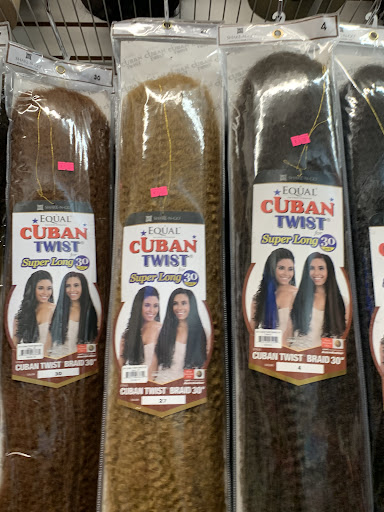 30
4
EQUAL
CUBAN
TWIST
Super Long 30
CUBAN TWIST BRAID 30"
30
EQUAL
CUBAN
TWIST
Super Long 30
CUBAN TWIST BRAID 30"
27
EQUAL
CUBAN
TWIST
Super Long 30
CUBAN TWIST BRAID 30"
4